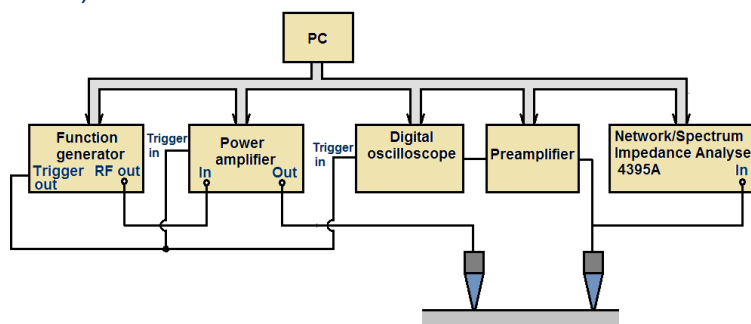 PC
Function
generator
Trigger
out
RF out
Trigger
in
Power
amplifier
In
Out
Trigger
in
Digital
oscilloscope
Preamplifier
Network/Spectrum
Impedance Analyse
4395A
In